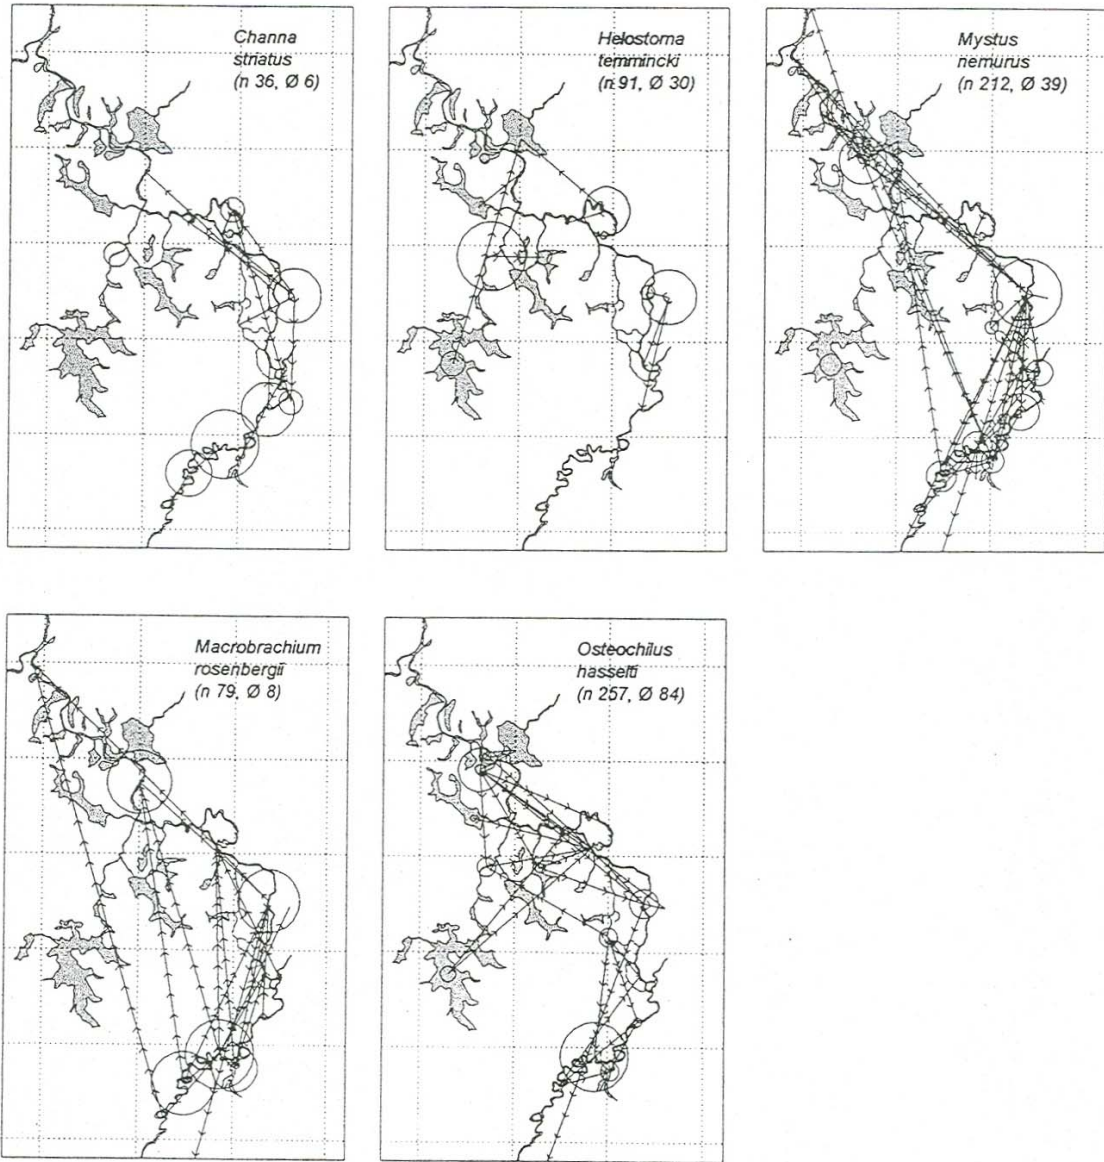 Channa
striatus
(n 36, Ø 6)
Helostoma
temmincki
(n 91, Ø 30)
Mystus
nemurus
(n 212, Ø 39)
Macrobrachium
rosenbergii
(n 79, Ø 8)
Osteochilus
hasselti
(n 257, Ø 84)